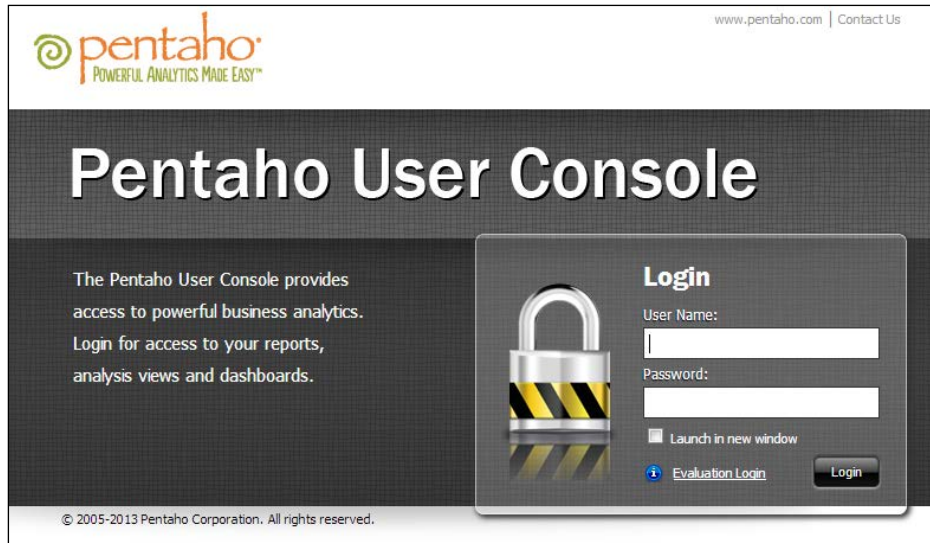 www.pentaho.com | Contact Us
pentaho
POWERFUL ANALYTICS MADE EASY™
Pentaho User Console
The Pentaho User Console provides
access to powerful business analytics.
Login for access to your reports,
analysis views and dashboards.
Login
User Name:
Password:
Launch in new window
Evaluation Login
Login
© 2005-2013 Pentaho Corporation. All rights reserved.